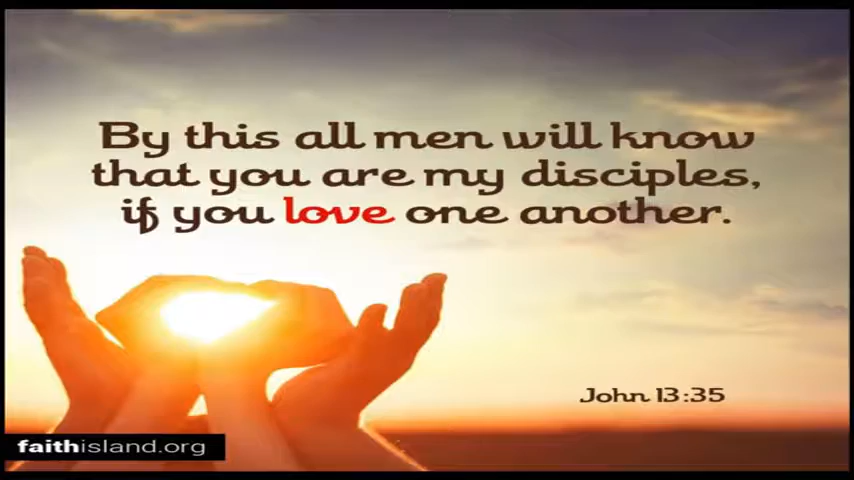 By this all men will know
that you are my disciples,
if you love one another.
John 13:35
faithisland.org